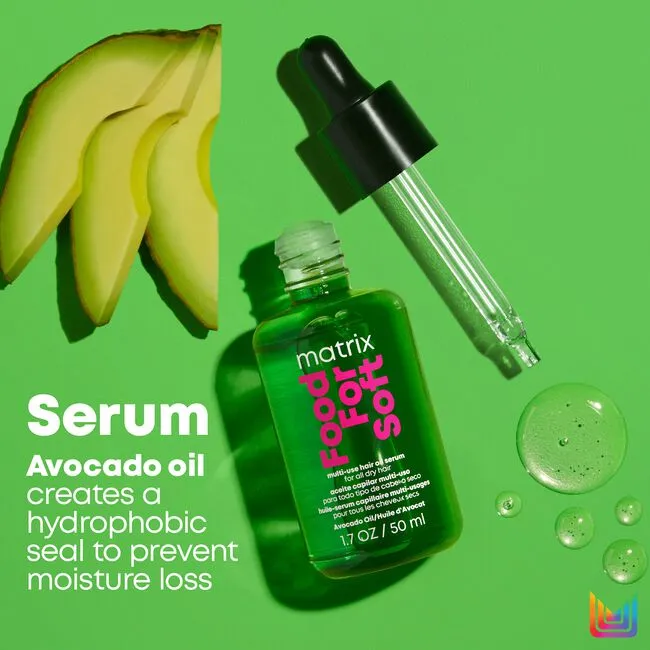 matrix
Food
For
Soft
multi-use hair oil serum
for all dry hair
aceite capilar multi-uso
para todo tipo de cabello seco
huile-serum capillaire multi-usages
pour tous les cheveux secs
Avocado Oil/Huile d'Avocat
1.7 OZ / 50 ml
Serum
Avocado oil
creates a
hydrophobic
seal to prevent
moisture loss